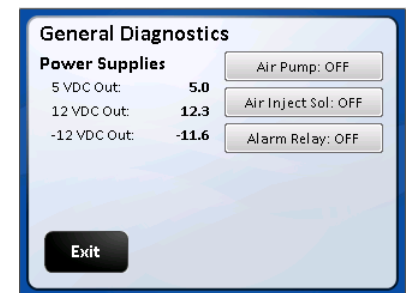 General Diagnostics
Power Supplies
5 VDC Out: 5.0
12 VDC Out: 12.3
-12 VDC Out: -11.6
Air Pump: OFF
Air Inject Sol: OFF
Alarm Relay: OFF
Exit